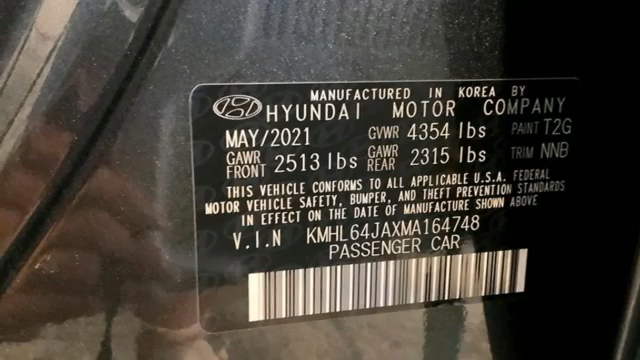 MANUFACTURED IN KOREA BY
HYUNDAI MOTOR COMPANY
MAY/2021 GVWR 4354 lbs PAINT T2G
GAWR FRONT 2513 lbs GAWR REAR 2315 lbs TRIM NNB
THIS VEHICLE CONFORMS TO ALL APPLICABLE U.S.A. FEDERAL
MOTOR VEHICLE SAFETY, BUMPER, AND THEFT PREVENTION STANDARDS
IN EFFECT ON THE DATE OF MANUFACTURE SHOWN ABOVE
V.I.N KMHL64JAXMA164748
PASSENGER CAR